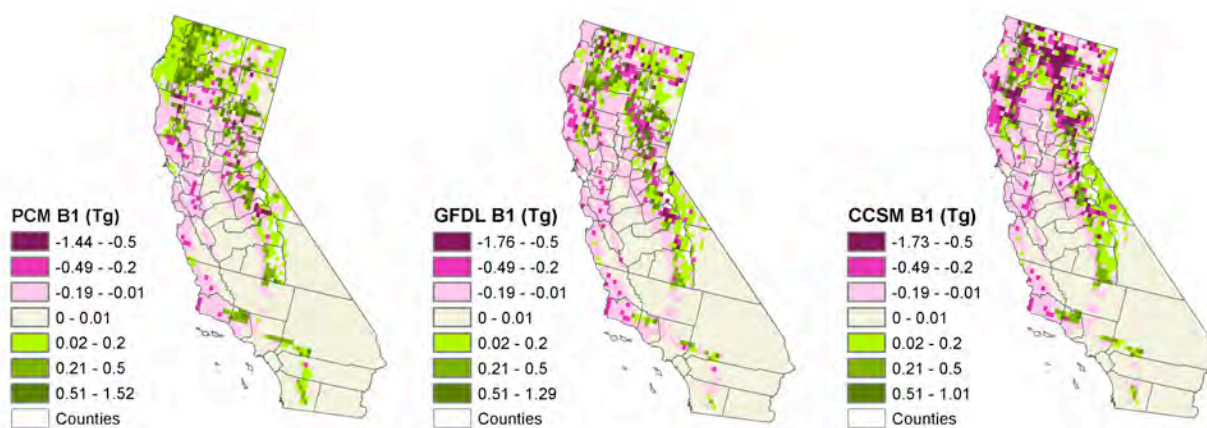 PCM B1 (Tg)
-1.44 - -0.5
-0.49 - -0.2
-0.19 - -0.01
0 - 0.01
0.02 - 0.2
0.21 - 0.5
0.51 - 1.52
Counties
GFDL B1 (Tg)
-1.76 - -0.5
-0.49 - -0.2
-0.19 - -0.01
0 - 0.01
0.02 - 0.2
0.21 - 0.5
0.51 - 1.29
Counties
CCSM B1 (Tg)
-1.73 - -0.5
-0.49 - -0.2
-0.19 - -0.01
0 - 0.01
0.02 - 0.2
0.21 - 0.5
0.51 - 1.01
Counties